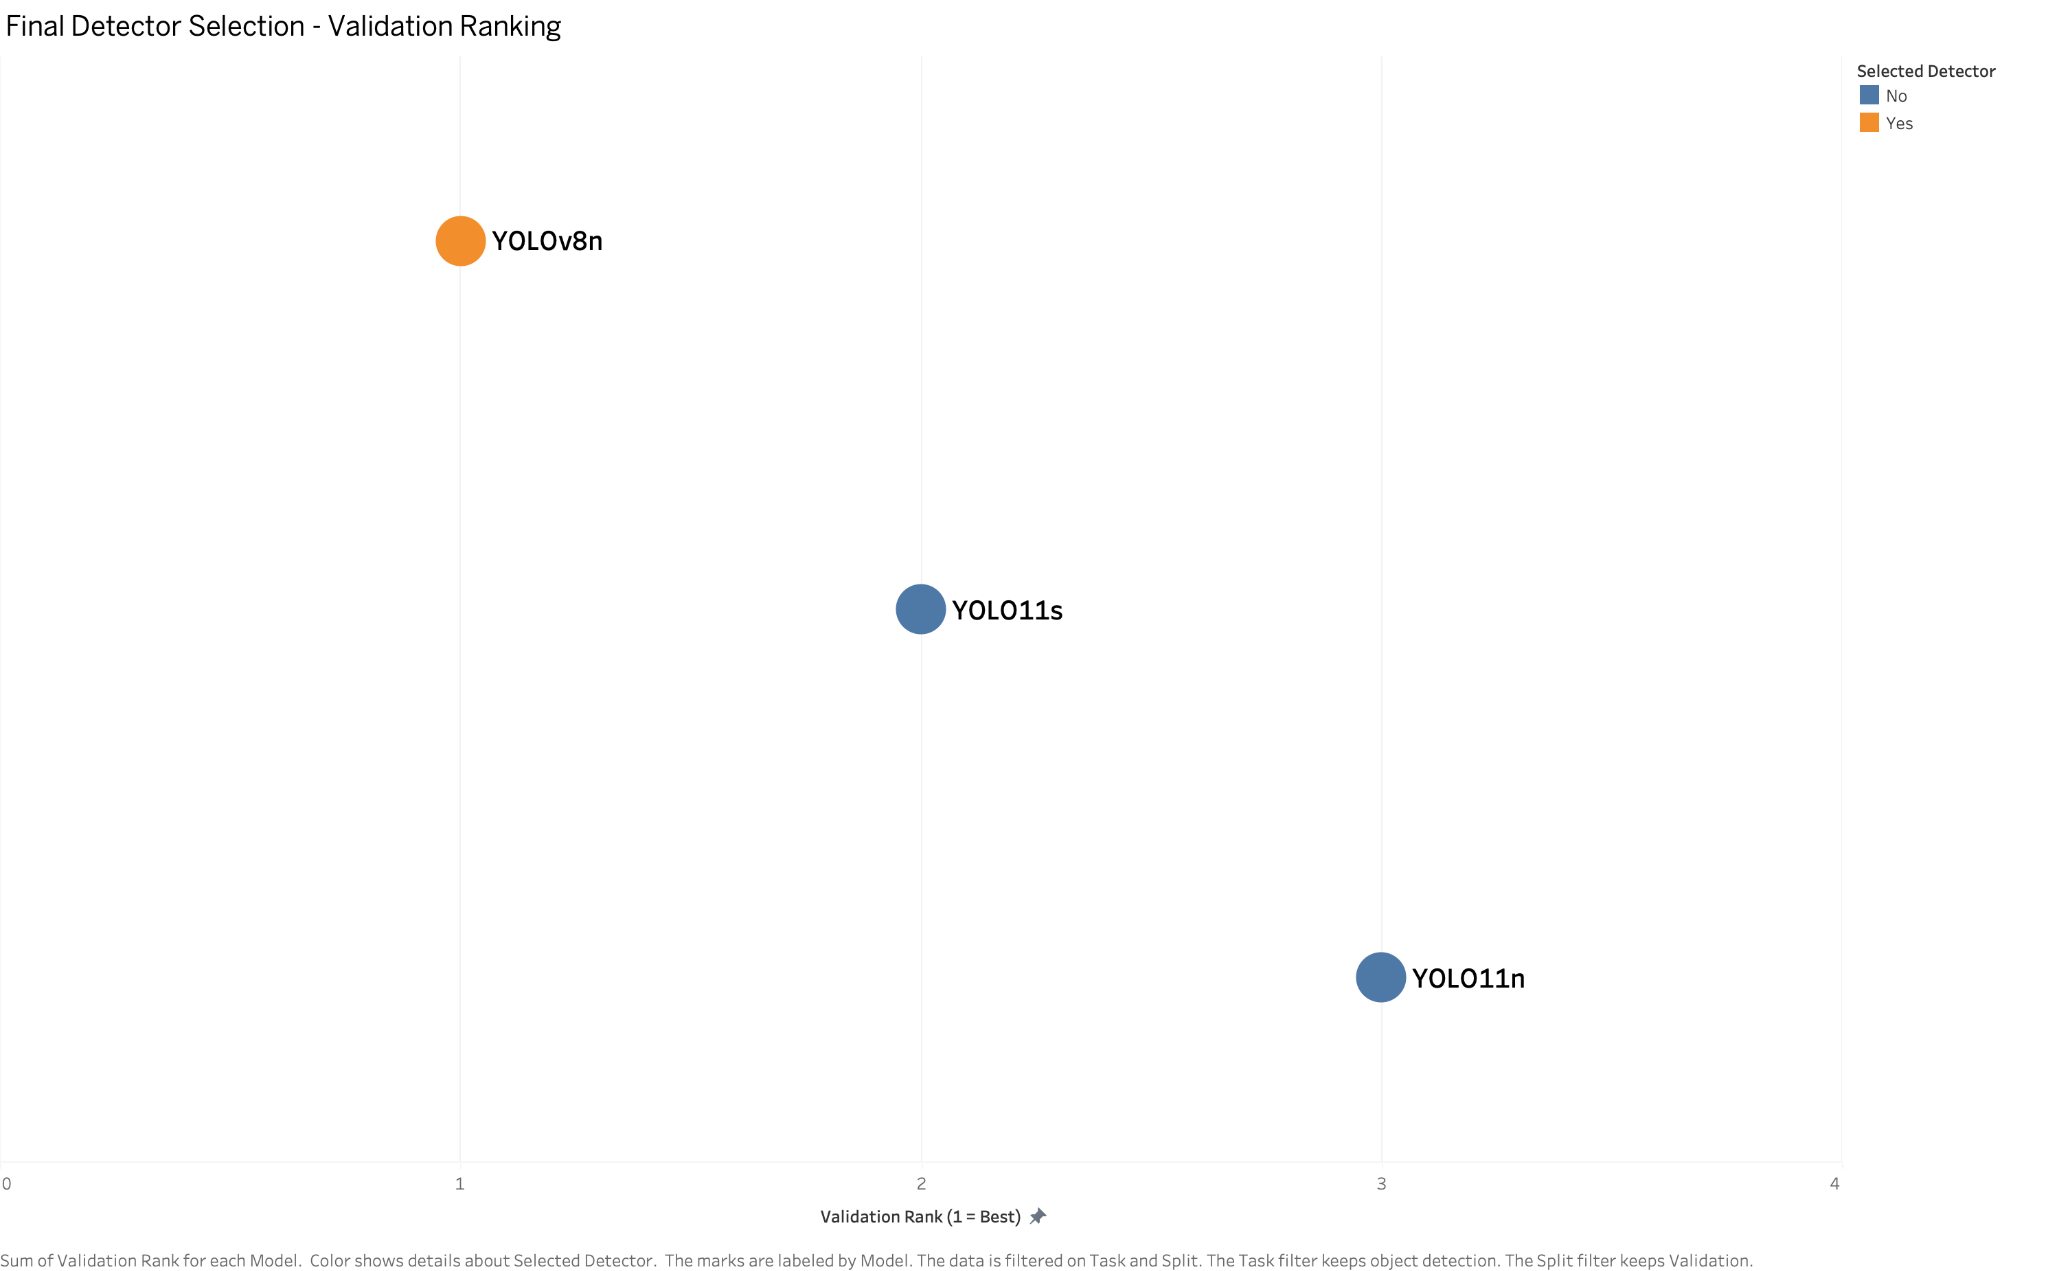 Final Detector Selection - Validation Ranking
Selected Detector
No
Yes
YOLOv8n
YOLO11s
YOLO11n
0 1 2 3 4
Validation Rank (1 = Best)
Sum of Validation Rank for each Model.  Color shows details about Selected Detector.  The marks are labeled by Model. The data is filtered on Task and Split. The Task filter keeps object detection. The Split filter keeps Validation.